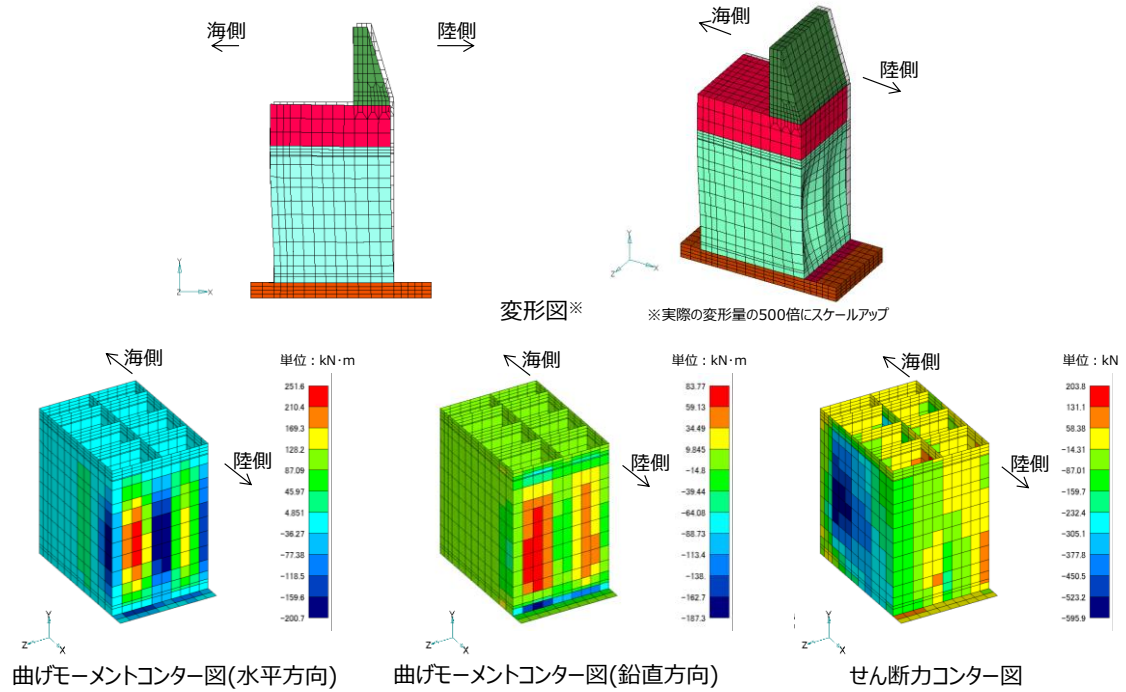 海側
陸側
海側
陸側
Y
Z
X
Y
Z
X
変形図※
※実際の変形量の500倍にスケールアップ
海側
陸側
単位：kN･m
251.6
210.4
169.3
128.2
87.09
45.97
4.851
-36.27
-77.38
-118.5
-159.6
-200.7
Y
Z
X
曲げモーメントコンター図(水平方向)
海側
陸側
単位：kN･m
83.77
59.13
34.49
9.845
-14.8
-39.44
-64.08
-88.73
-113.4
-138
-162.7
-187.3
Y
Z
X
曲げモーメントコンター図(鉛直方向)
海側
陸側
単位：kN
203.8
131.1
58.38
-14.31
-87.01
-159.7
-232.4
-305.1
-377.8
-450.5
-523.2
-595.9
Y
Z
X
せん断力コンター図